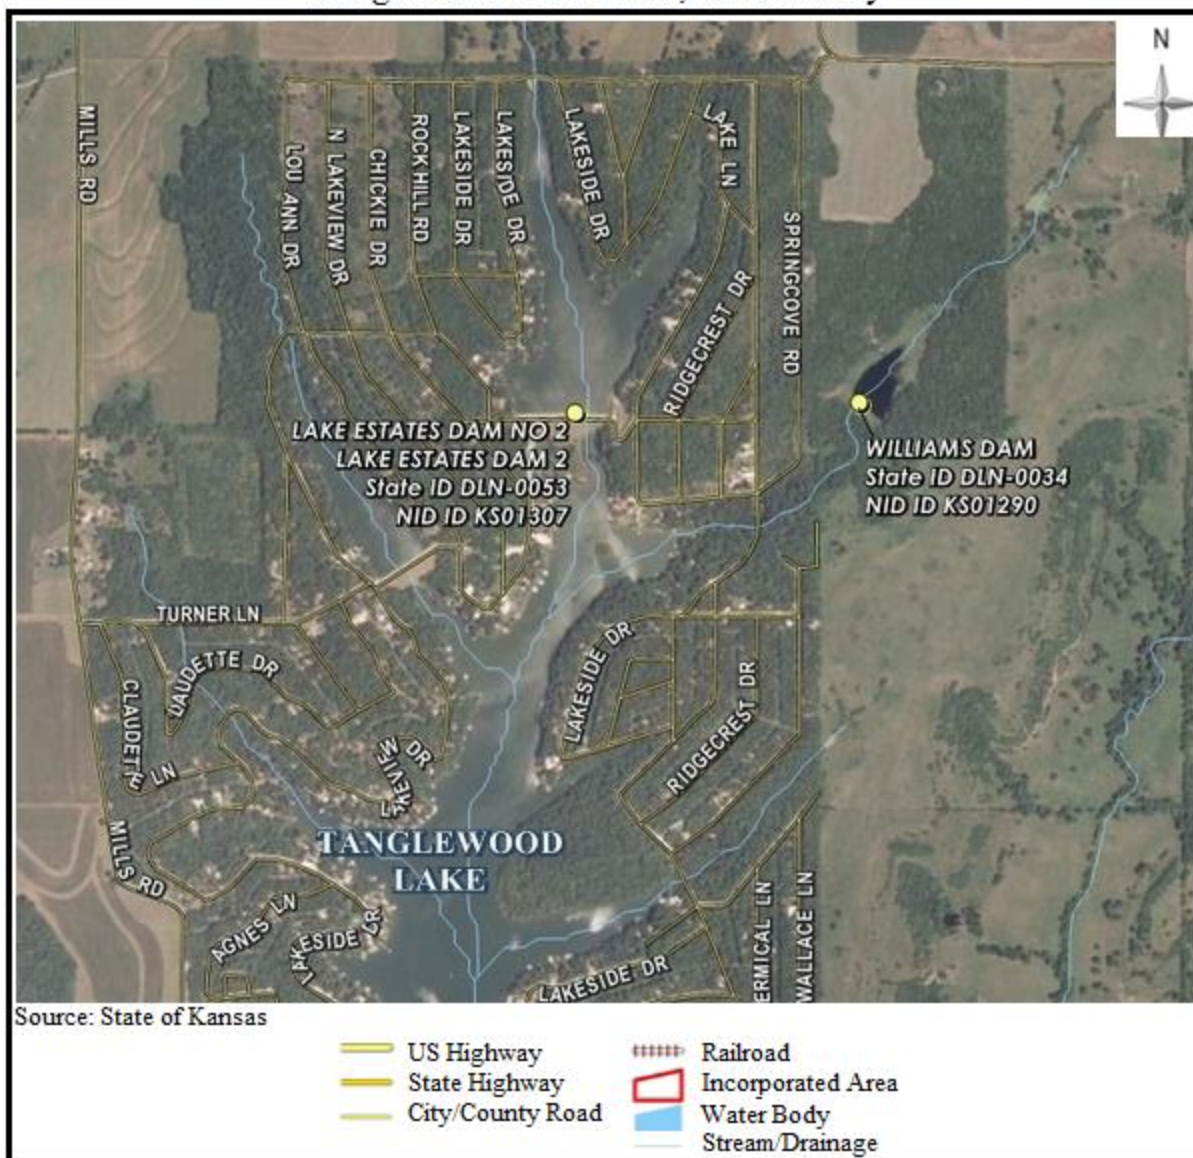 N
MILLS RD
LOU ANN DR
N LAKEVIEW DR
CHICKIE DR
ROCK HILL RD
LAKESIDE DR
LAKESIDE DR
LAKESIDE DR
LAKE LN
RIDGECREST DR
SPRINGCOVE RD
LAKE ESTATES DAM NO 2
LAKE ESTATES DAM 2
State ID DLN-0053
NID ID KS01307
WILLIAMS DAM
State ID DLN-0034
NID ID KS01290
TURNER LN
CLAUDETTE LN
LAUDETTE DR
LAKEVIEW DR
LAKESIDE DR
RIDGECREST DR
TANGLEWOOD
LAKE
MILLS RD
AGNES LN
LAKESIDE CR
LAKESIDE DR
ERMICAL LN
WALLACE LN
Source: State of Kansas
US Highway
State Highway
City/County Road
Railroad
Incorporated Area
Water Body
Stream/Drainage